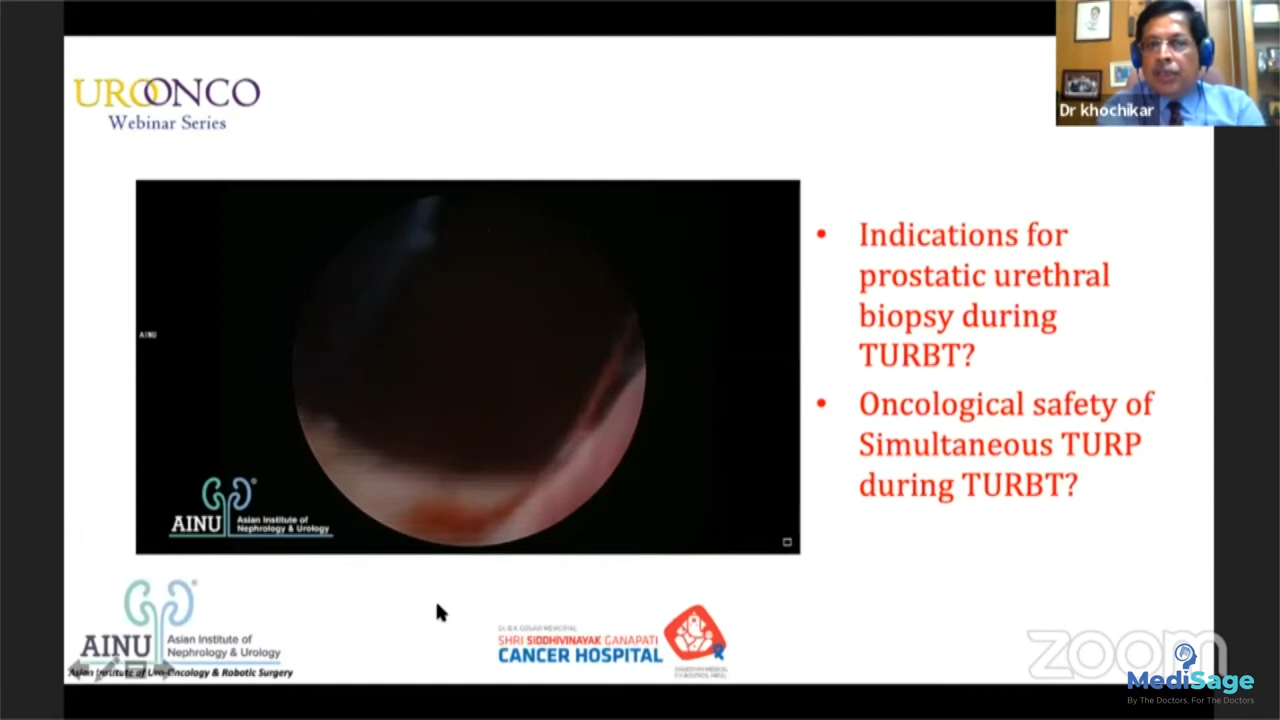 UROONCO
Webinar Series
Dr khochikar
AINU
• Indications for
prostatic urethral
biopsy during
TURBT?
• Oncological safety of
Simultaneous TURP
during TURBT?
AINU
Asian Institute of
Nephrology & Urology
AINU
Asian Institute of
Nephrology & Urology
Asian Institute of Uro-Oncology & Robotic Surgery
SHRI SIDDHIVINAYAK GANAPATI
CANCER HOSPITAL
zoom
MediSage
By The Doctors, For The Doctors